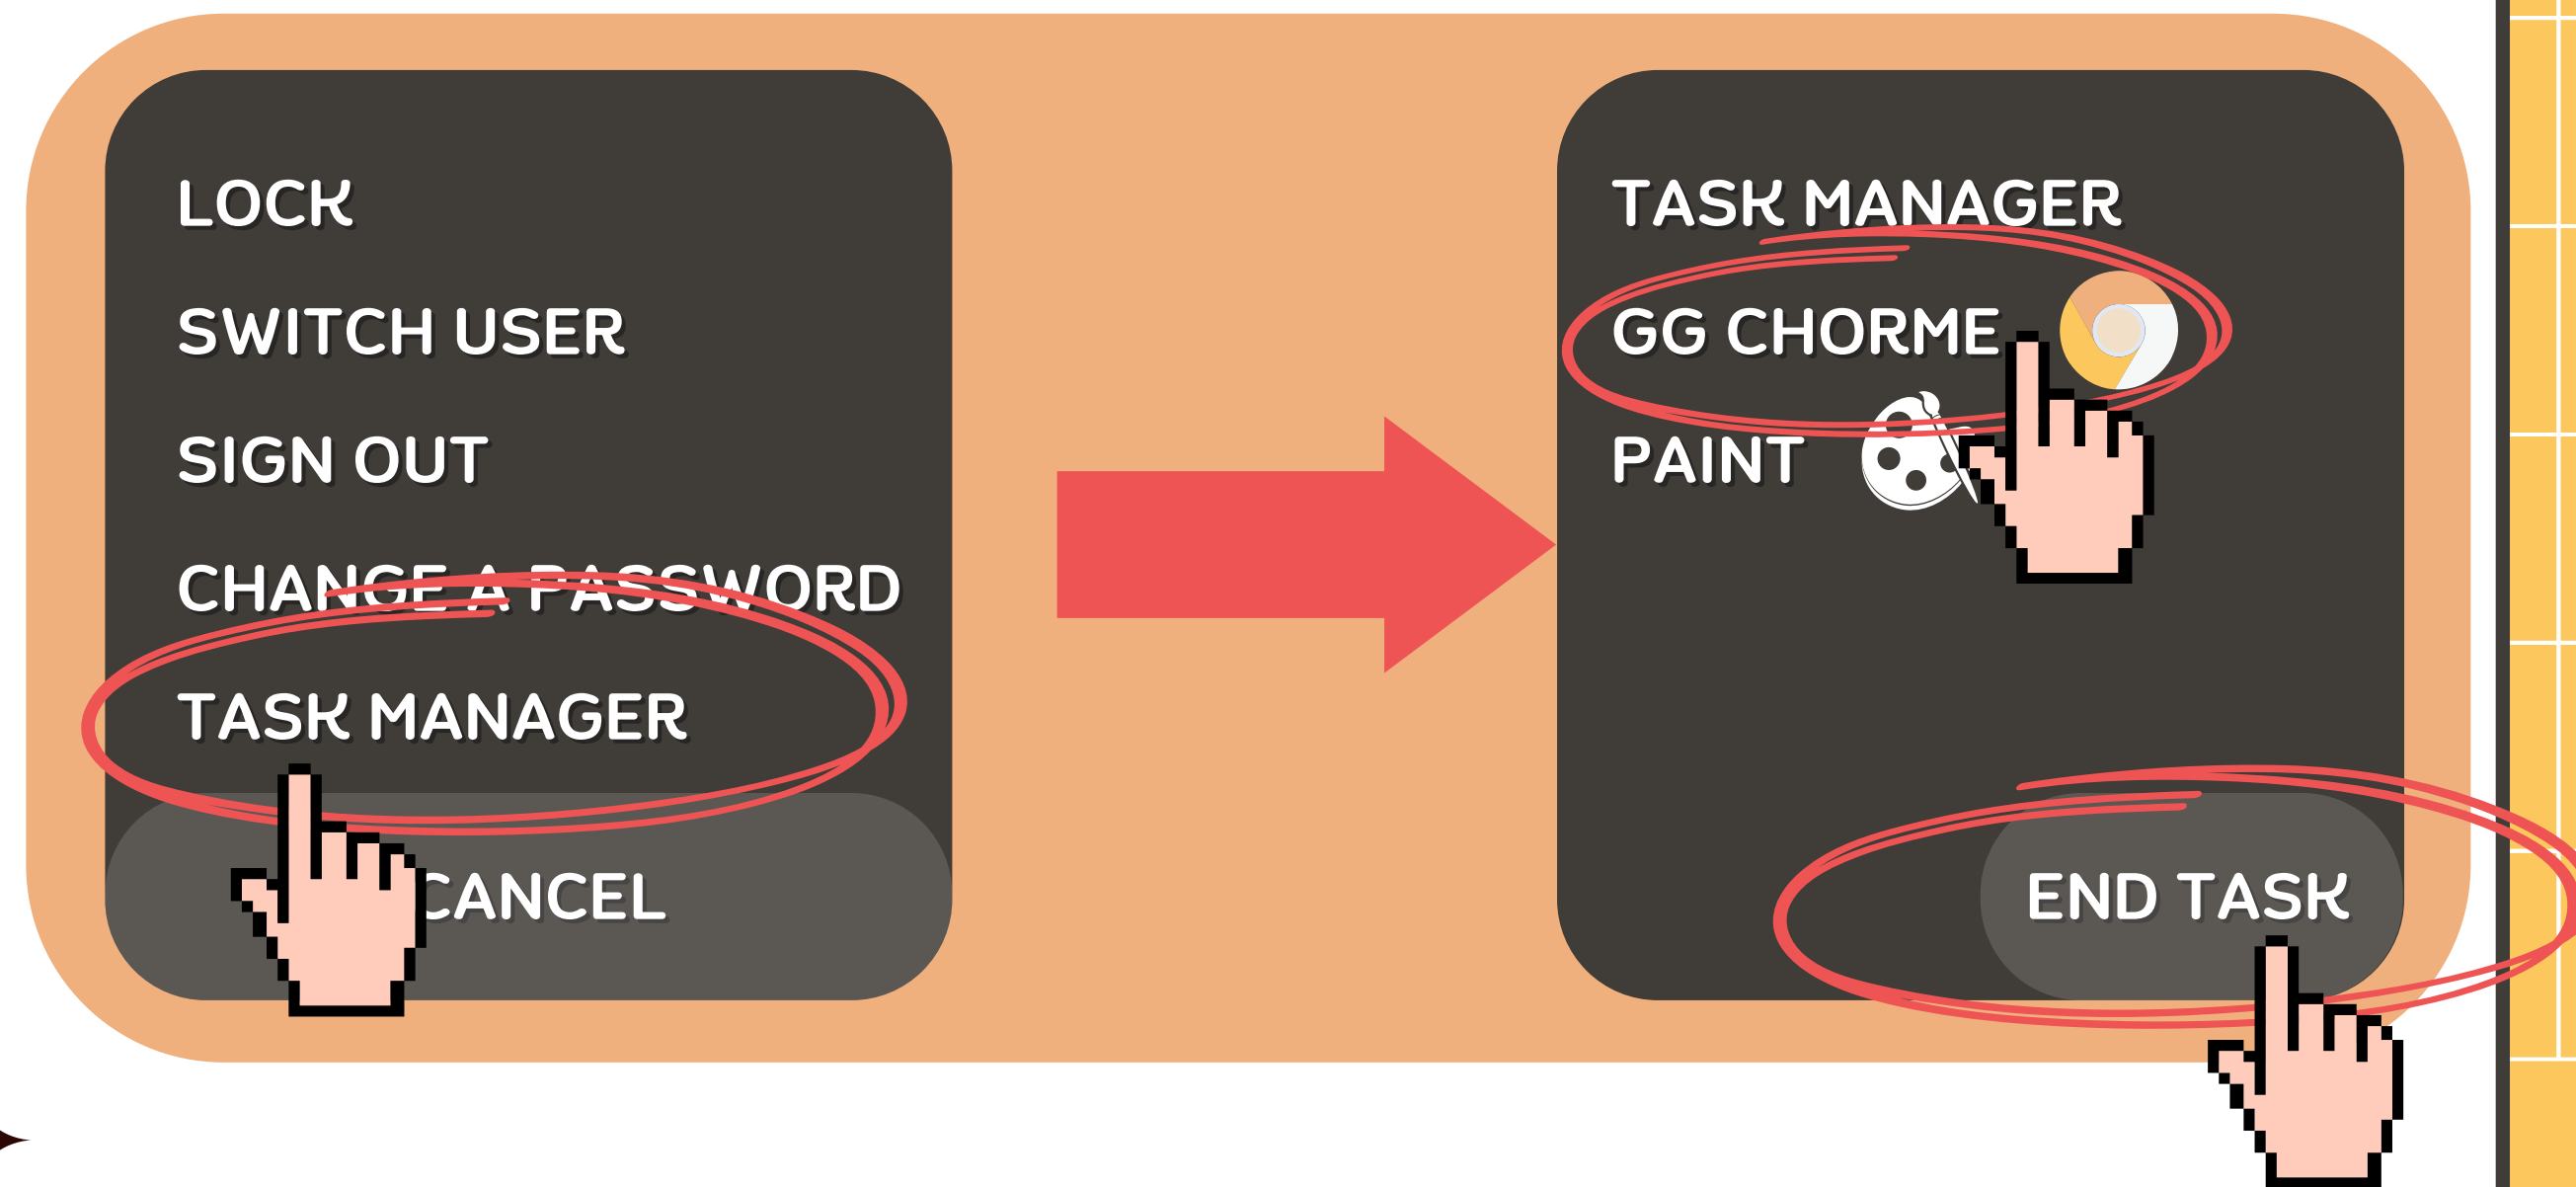 LOCK
SWITCH USER
SIGN OUT
CHANGE A PASSWORD
TASK MANAGER
CANCEL
TASK MANAGER
GG CHORME
PAINT
END TASK